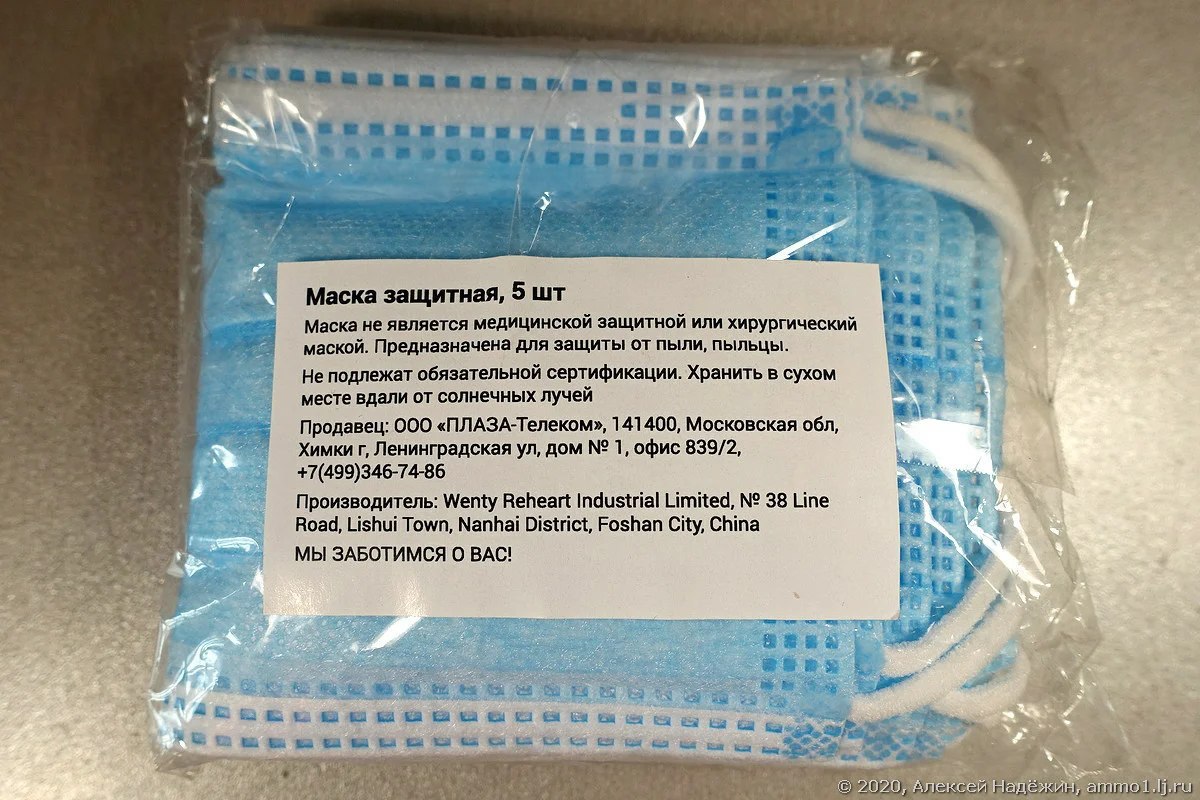 Маска защитная, 5 шт
Маска не является медицинской защитной или хирургический
маской. Предназначена для защиты от пыли, пыльцы.
Не подлежат обязательной сертификации. Хранить в сухом
месте вдали от солнечных лучей
Продавец: ООО «ПЛАЗА-Телеком», 141400, Московская обл,
Химки г, Ленинградская ул, дом № 1, офис 839/2,
+7(499)346-74-86
Производитель: Wenty Reheart Industrial Limited, № 38 Line
Road, Lishui Town, Nanhai District, Foshan City, China
МЫ ЗАБОТИМСЯ О ВАС!
© 2020, Алексей Надёжин, ammo1.lj.ru